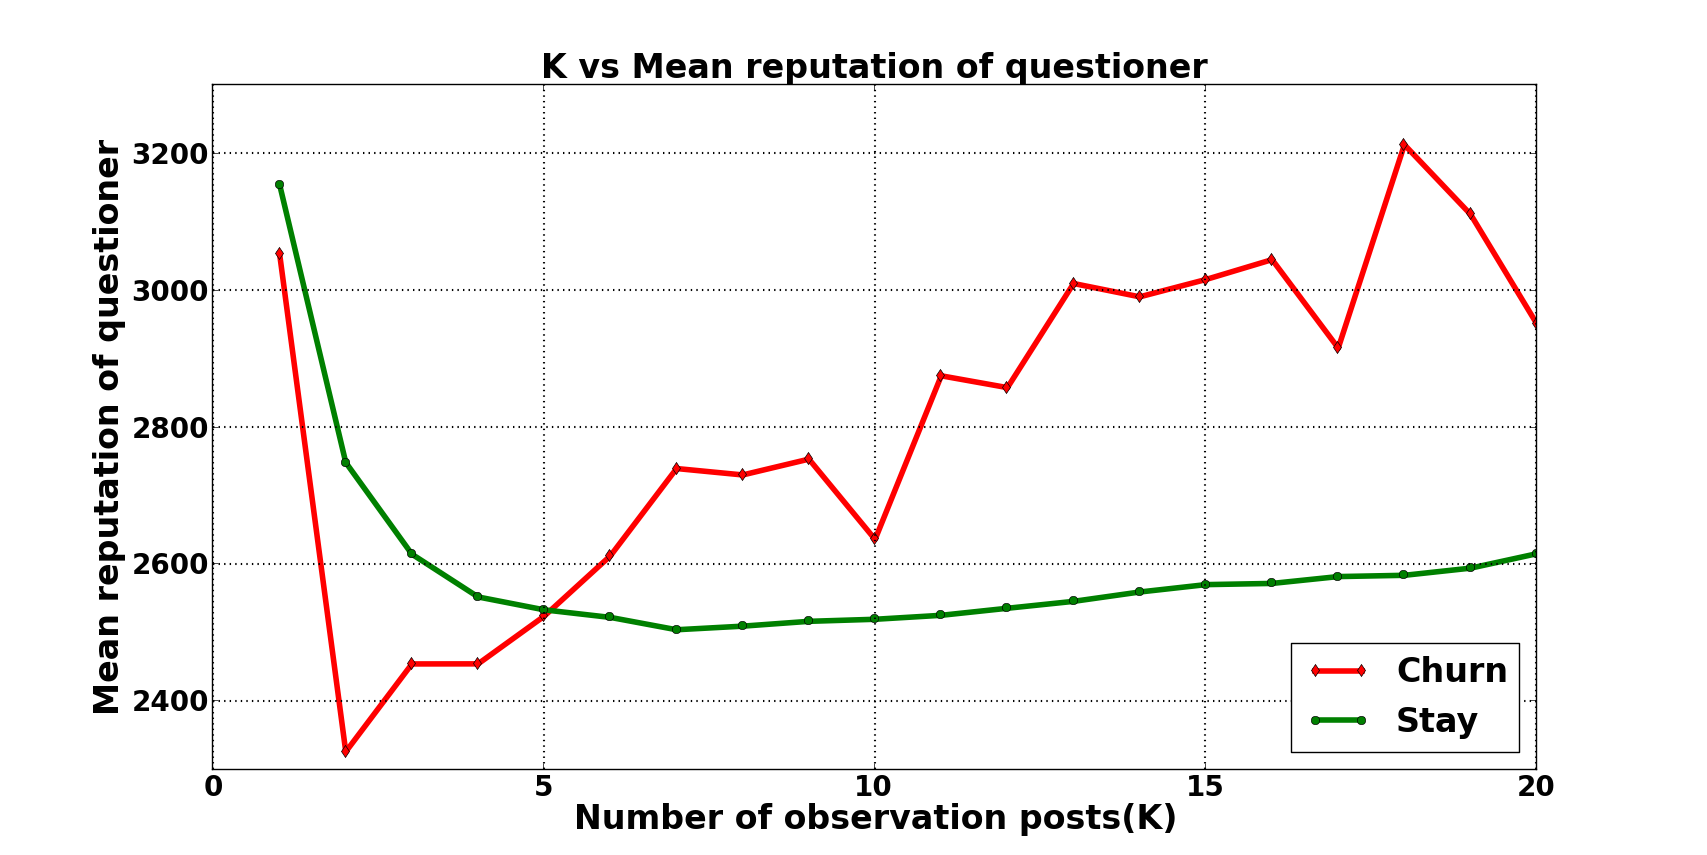 K vs Mean reputation of questioner
Mean reputation of questioner
3200
3000
2800
2600
2400
0 5 10 15 20
Number of observation posts(K)
Churn
Stay